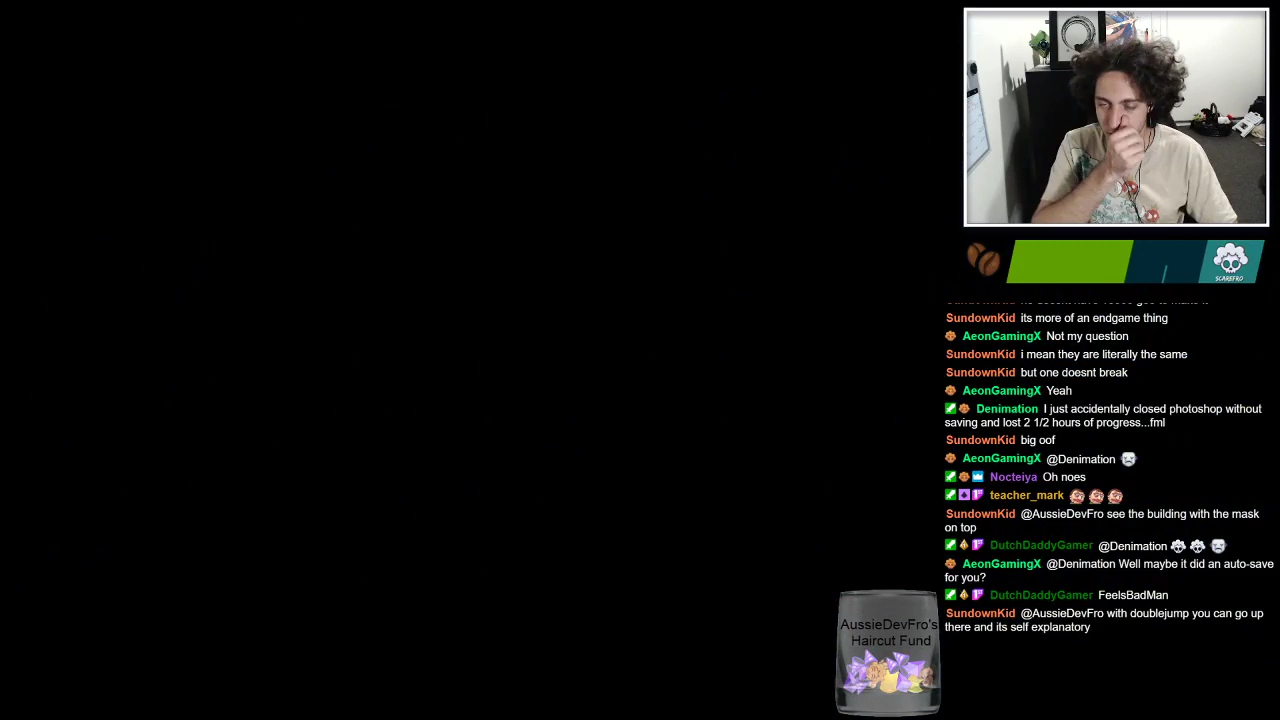 SCAREFRO
SundownKid its more of an endgame thing
AeonGamingX Not my question
SundownKid i mean they are literally the same
SundownKid but one doesnt break
AeonGamingX Yeah
Denimation I just accidentally closed photoshop without
saving and lost 2 1/2 hours of progress...fml
SundownKid big oof
AeonGamingX @Denimation
Nocteiya Oh noes
teacher_mark
SundownKid @AussieDevFro see the building with the mask
on top
DutchDaddyGamer @Denimation
AeonGamingX @Denimation Well maybe it did an auto-save
for you?
DutchDaddyGamer FeelsBadMan
SundownKid @AussieDevFro with doublejump you can go up
there and its self explanatory
AussieDevFro's
Haircut Fund